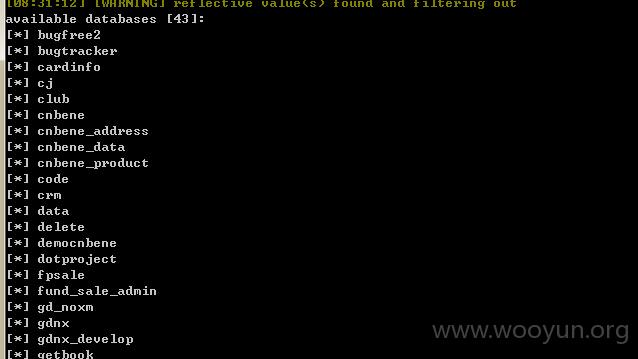 [08:31:12] [WARNING] reflective value(s) found and filtering out
available databases [43]:
[*] bugfree2
[*] bugtracker
[*] cardinfo
[*] cj
[*] club
[*] cnbene
[*] cnbene_address
[*] cnbene_data
[*] cnbene_product
[*] code
[*] crm
[*] data
[*] delete
[*] democnbene
[*] dotproject
[*] fpsale
[*] fund_sale_admin
[*] gd_noxm
[*] gdnx
[*] gdnx_develop
[*] getbook
www.wooyun.org